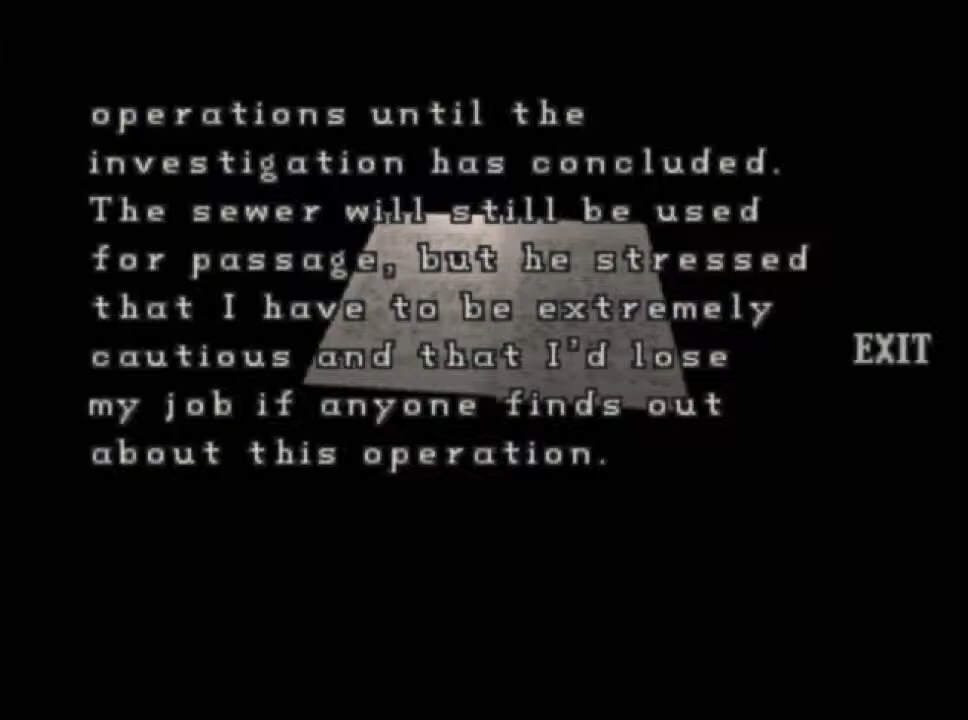 operations until the
investigation has concluded.
The sewer will still be used
for passage, but he stressed
that I have to be extremely
cautious and that I'd lose
my job if anyone finds out
about this operation.
EXIT